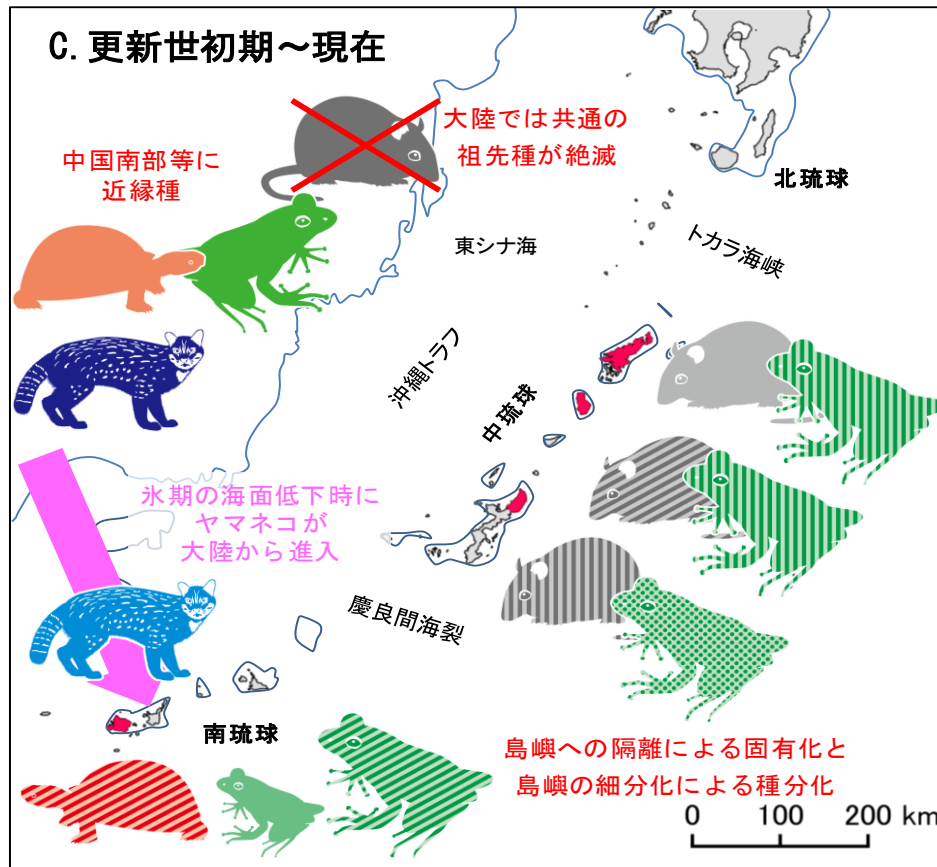 C. 更新世初期～現在
大陸では共通の
祖先種が絶滅
中国南部等に
近縁種
北琉球
東シナ海
トカラ海峡
沖縄トラフ
中琉球
氷期の海面低下時に
ヤマネコが
大陸から進入
慶良間海裂
南琉球
島嶼への隔離による固有化と
島嶼の細分化による種分化
0 100 200 km